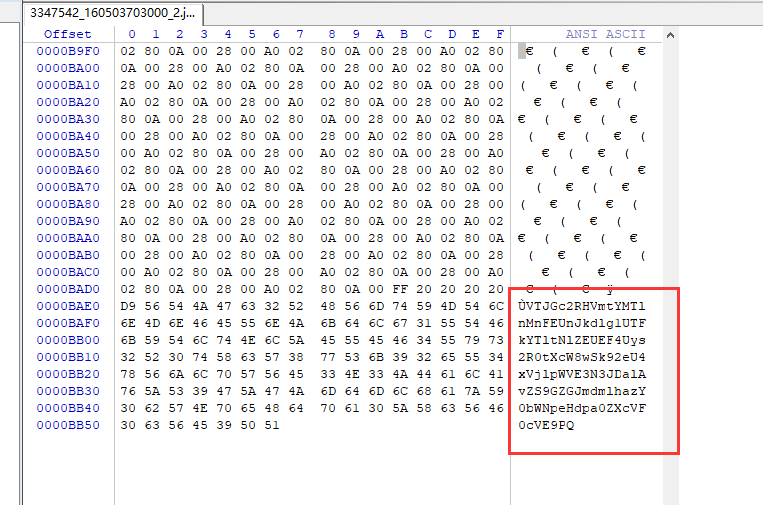 3347542_160503703000_2.j...
Offset 0 1 2 3 4 5 6 7 8 9 A B C D E F ANSI ASCII
0000B9F0 02 80 0A 00 28 00 A0 02 80 0A 00 28 00 A0 02 80 € ( € ( €
0000BA00 0A 00 28 00 A0 02 80 0A 00 28 00 A0 02 80 0A 00 ( € ( €
0000BA10 28 00 A0 02 80 0A 00 28 00 A0 02 80 0A 00 28 00 ( € ( € (
0000BA20 A0 02 80 0A 00 28 00 A0 02 80 0A 00 28 00 A0 02 € ( € (
0000BA30 80 0A 00 28 00 A0 02 80 0A 00 28 00 A0 02 80 0A € ( € ( €
0000BA40 00 28 00 A0 02 80 0A 00 28 00 A0 02 80 0A 00 28 ( € ( € (
0000BA50 00 A0 02 80 0A 00 28 00 A0 02 80 0A 00 28 00 A0 € ( € (
0000BA60 02 80 0A 00 28 00 A0 02 80 0A 00 28 00 A0 02 80 € ( € ( €
0000BA70 0A 00 28 00 A0 02 80 0A 00 28 00 A0 02 80 0A 00 ( € ( €
0000BA80 28 00 A0 02 80 0A 00 28 00 A0 02 80 0A 00 28 00 ( € ( € (
0000BA90 A0 02 80 0A 00 28 00 A0 02 80 0A 00 28 00 A0 02 € ( € (
0000BAA0 80 0A 00 28 00 A0 02 80 0A 00 28 00 A0 02 80 0A € ( € ( €
0000BAB0 00 28 00 A0 02 80 0A 00 28 00 A0 02 80 0A 00 28 ( € ( € (
0000BAC0 00 A0 02 80 0A 00 28 00 A0 02 80 0A 00 28 00 A0 € ( € (
0000BAD0 02 80 0A 00 28 00 A0 02 80 0A 00 FF 20 20 20 20 € ( € ÿ
0000BAE0 D9 56 54 4A 47 63 32 52 48 56 6D 74 59 4D 54 6C ÙVTJGc2RHVmtYMTl
0000BAF0 6E 4D 6E 46 45 55 6E 4A 6B 64 6C 67 31 55 54 46 nMnFEUnJkdlg1UTF
0000BB00 6B 59 54 6C 74 4E 6C 5A 45 55 45 46 34 55 79 73 kYTltNlZEUEF4Uys
0000BB10 32 52 30 74 58 63 57 38 77 53 6B 39 32 65 55 34 2R0tXcW8wSk92eU4
0000BB20 78 56 6A 6C 70 57 56 45 33 4E 33 4A 44 61 6C 41 xVjlpWVE3N3JDalA
0000BB30 76 5A 53 39 47 5A 47 4A 6D 64 6D 6C 68 61 7A 59 vZS9GZGJmdmlhazY
0000BB40 30 62 57 4E 70 65 48 64 70 61 30 5A 58 63 56 46 0bWNpeHdpa0ZXcVF
0000BB50 30 63 56 45 39 50 51 0cVE9PQ